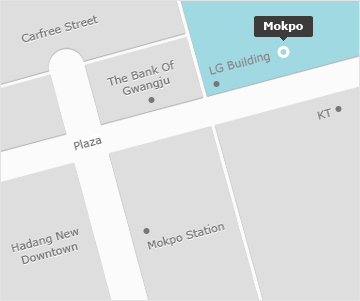 Carfree Street
Mokpo
LG Building
The Bank Of
Gwangju
KT
Plaza
Mokpo Station
Hadang New
Downtown